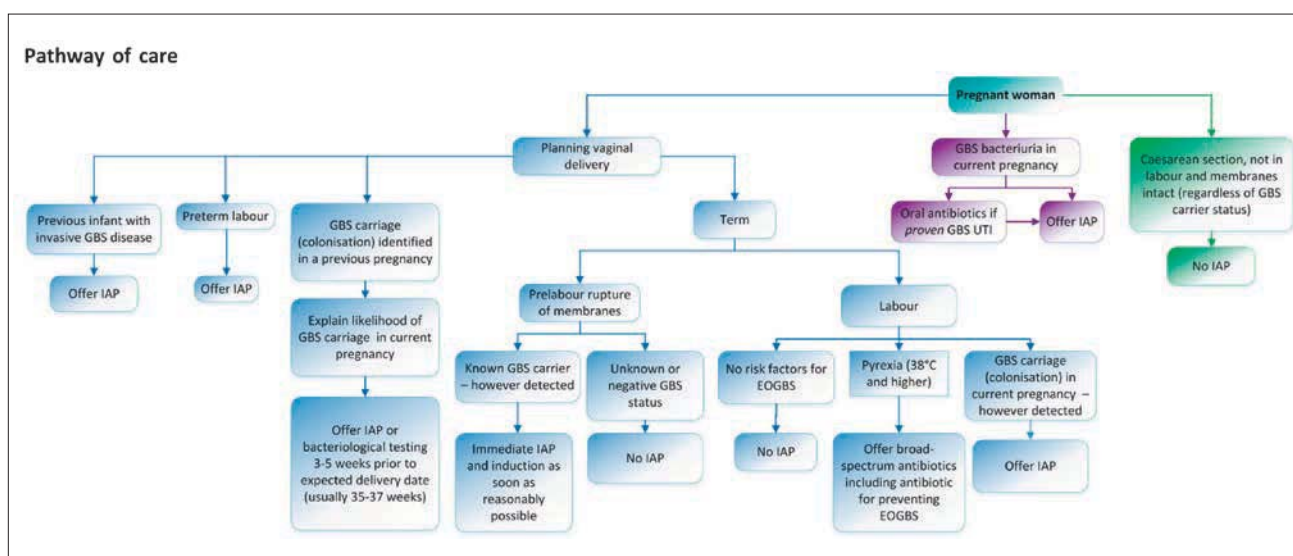 Pathway of care
Pregnant woman
Planning vaginal
delivery
GBS bacteriuria in
current pregnancy
Caesarean section, not in
labour and membranes
intact (regardless of GBS
carrier status)
Previous infant with
invasive GBS disease
Preterm labour
GBS carriage
(colonisation) identified
in a previous pregnancy
Term
Oral antibiotics if
proven GBS UTI
Offer IAP
No IAP
Offer IAP
Offer IAP
Explain likelihood of
GBS carriage in current
pregnancy
Prelabour rupture
of membranes
Labour
Known GBS carrier
– however detected
Unknown or
negative GBS
status
No risk factors for
EOGBS
Pyrexia (38°C
and higher)
GBS carriage
(colonisation) in
current pregnancy –
however detected
Offer IAP or
bacteriological testing
3-5 weeks prior to
expected delivery date
(usually 35-37 weeks)
Immediate IAP
and induction as
soon as
reasonably
possible
No IAP
No IAP
Offer broad-
spectrum antibiotics
including antibiotic
for preventing
EOGBS
Offer IAP